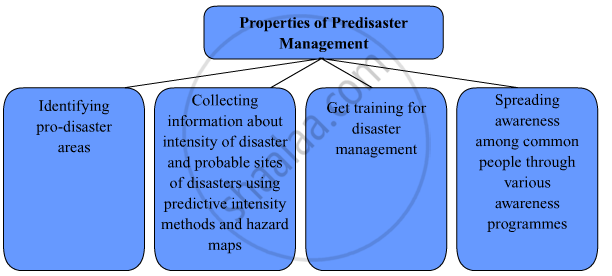 Properties of Predisaster
Management
Identifying
pro-disaster
areas
Collecting
information about
intensity of disaster
and probable sites
of disasters using
predictive intensity
methods and hazard
maps
Get training for
disaster
management
Spreading
awareness
among common
people through
various
awareness
programmes
shaalaa.com